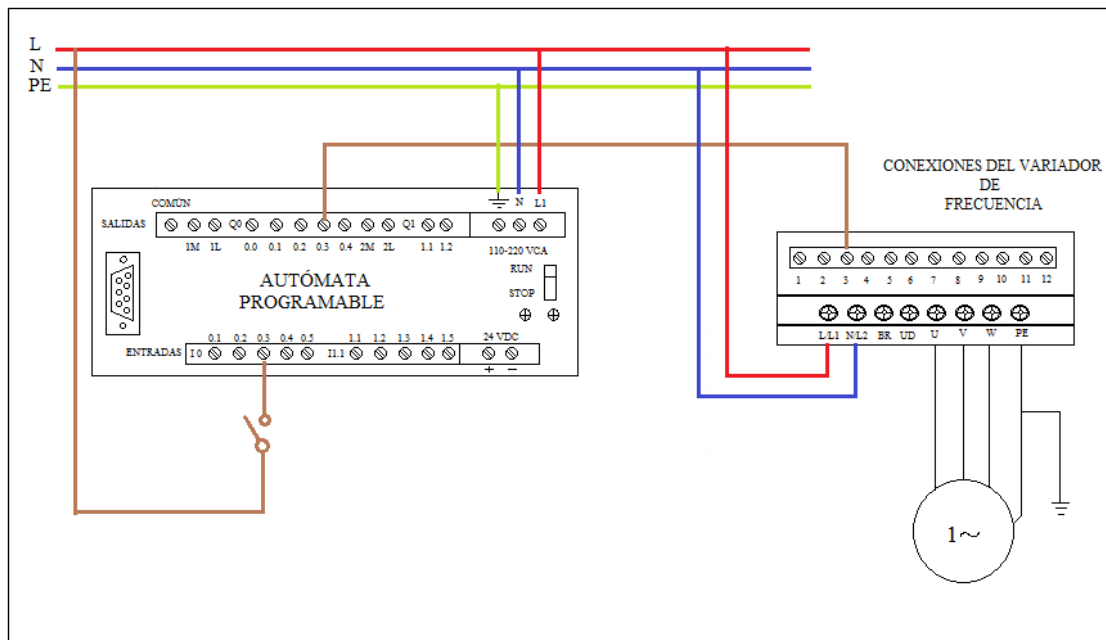 L
N
PE
CONEXIONES DEL VARIADOR
DE
FRECUENCIA
COMÚN
N L1
SALIDAS Q0 Q1
1M 1L 0.0 0.1 0.2 0.3 0.4 2M 2L 1.1 1.2 110-220 VCA
RUN
STOP
AUTÓMATA
PROGRAMABLE
0.1 0.2 0.3 0.4 0.5 1.1 1.2 1.3 1.4 1.5 24 VDC
ENTRADAS I 0 I1.1
+ −
1 2 3 4 5 6 7 8 9 10 11 12
L/L1 N/L2 BR UD U V W PE
1~